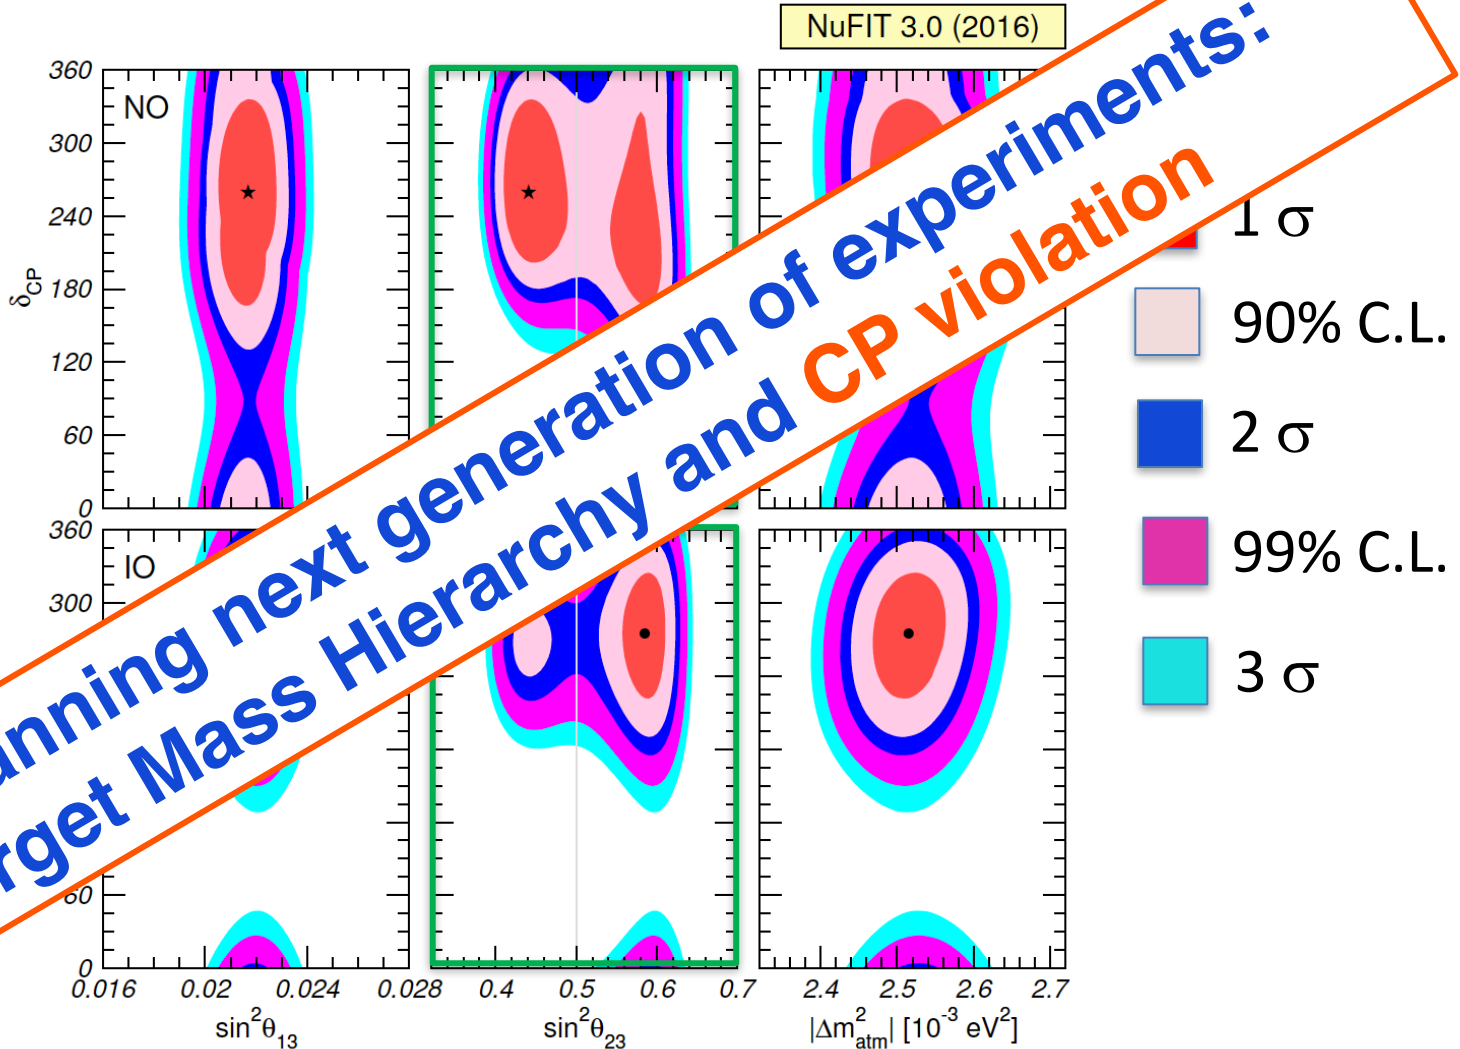 NuFIT 3.0 (2016)
360
300
240
180
120
60
0
δCP
NO
anning next generation of experiments:
rget Mass Hierarchy and CP violation
1 σ
90% C.L.
2 σ
99% C.L.
3 σ
360
300
60
0
IO
0.016 0.02 0.024 0.028
0.4 0.5 0.6 0.7
2.4 2.5 2.6 2.7
sin²θ₁₃
sin²θ₂₃
|Δm²atm| [10⁻³ eV²]